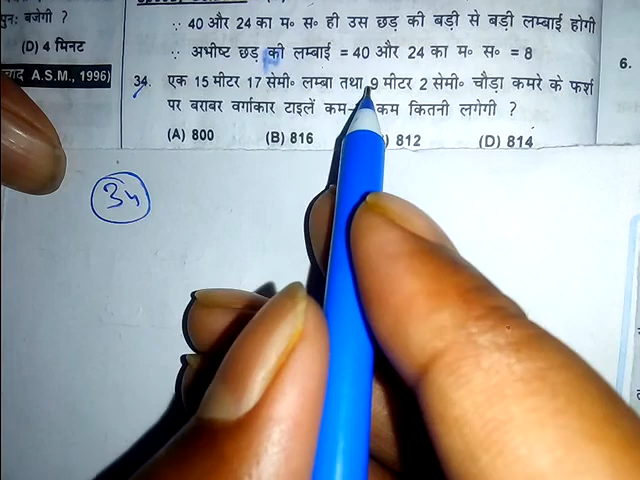 पुनः बजेगी ?
(D) 4 मिनट
A.S.M., 1996)
∵ 40 और 24 का म॰ स॰ ही उस छड़ की बड़ी से बड़ी लम्बाई होगी
∵ अभीष्ट छड़ की लम्बाई = 40 और 24 का म॰ स॰ = 8
34. एक 15 मीटर 17 सेमी॰ लम्बा तथा 9 मीटर 2 सेमी॰ चौड़ा कमरे के फर्श
पर बराबर वर्गाकार टाइलें कम- कम कितनी लगेगी ?
(A) 800 (B) 816 ) 812 (D) 814
6.
34